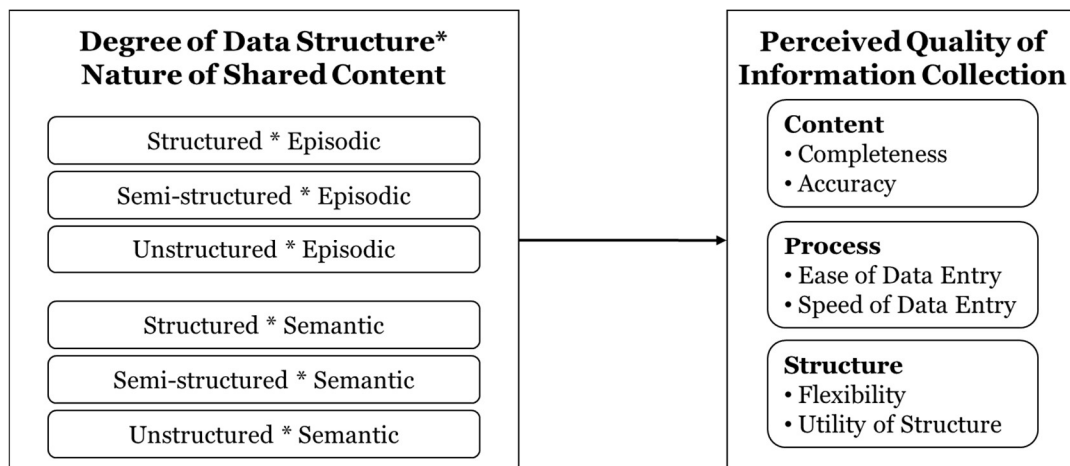 Degree of Data Structure*
Nature of Shared Content
Structured * Episodic
Semi-structured * Episodic
Unstructured * Episodic
Structured * Semantic
Semi-structured * Semantic
Unstructured * Semantic
Perceived Quality of
Information Collection
Content
• Completeness
• Accuracy
Process
• Ease of Data Entry
• Speed of Data Entry
Structure
• Flexibility
• Utility of Structure